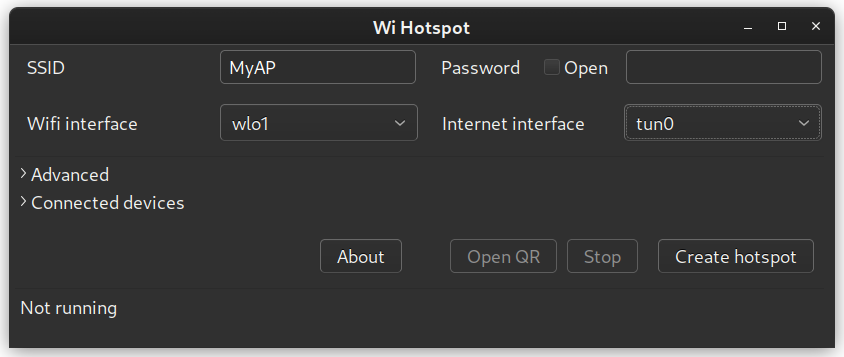 Wi Hotspot
SSID MyAP Password Open
Wifi interface wlo1 Internet interface tun0
Advanced
Connected devices
About Open QR Stop Create hotspot
Not running